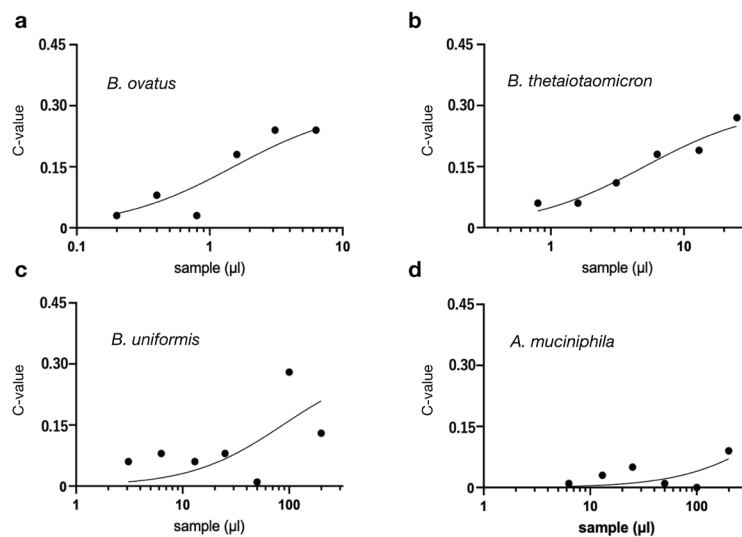 a
B. ovatus
C-value
0.45
0.30
0.15
0
0.1
1
10
sample (µl)
b
B. thetaiotaomicron
C-value
0.45
0.30
0.15
0
1
10
sample (µl)
c
B. uniformis
C-value
0.45
0.30
0.15
0
1
10
100
sample (µl)
d
A. muciniphila
C-value
0.45
0.30
0.15
0
1
10
100
sample (µl)